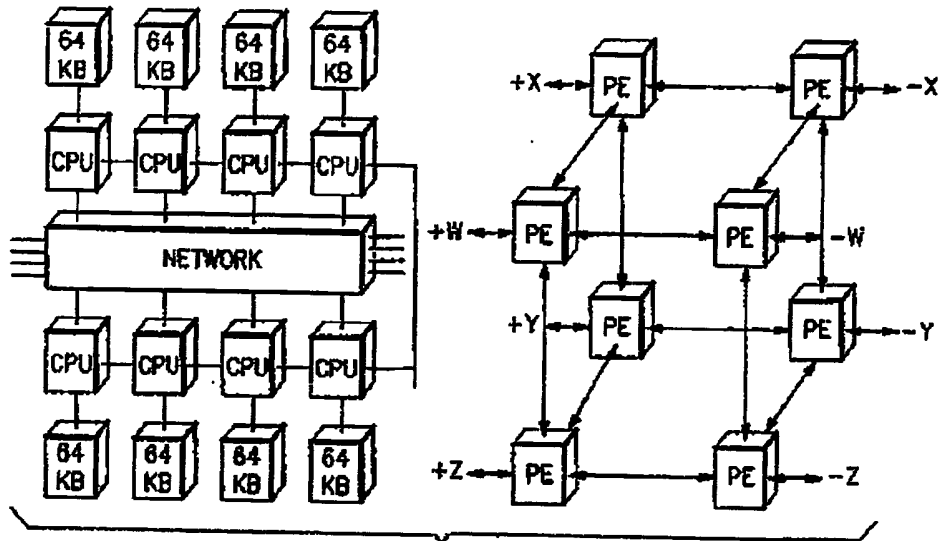 64 KB
64 KB
64 KB
64 KB
CPU
CPU
CPU
CPU
NETWORK
CPU
CPU
CPU
CPU
64 KB
64 KB
64 KB
64 KB
+X
PE
PE
-X
+W
PE
PE
-W
+Y
PE
PE
-Y
+Z
PE
PE
-Z